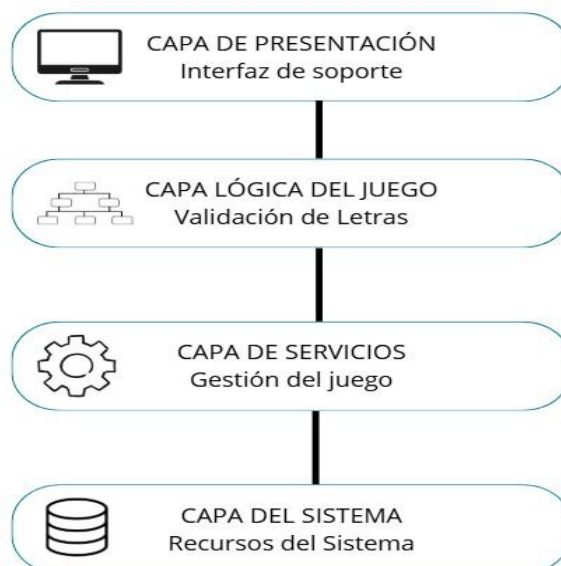 CAPA DE PRESENTACIÓN
Interfaz de soporte
CAPA LÓGICA DEL JUEGO
Validación de Letras
CAPA DE SERVICIOS
Gestión del juego
CAPA DEL SISTEMA
Recursos del Sistema